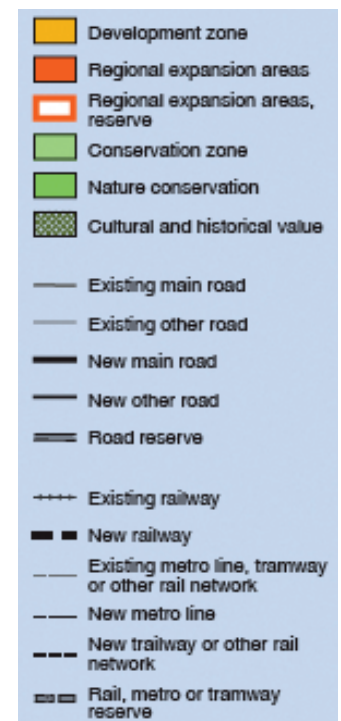 Development zone
Regional expansion areas
Regional expansion areas,
reserve
Conservation zone
Nature conservation
Cultural and historical value
Existing main road
Existing other road
New main road
New other road
Road reserve
Existing railway
New railway
Existing metro line, tramway
or other rail network
New metro line
New trailway or other rail
network
Rail, metro or tramway
reserve